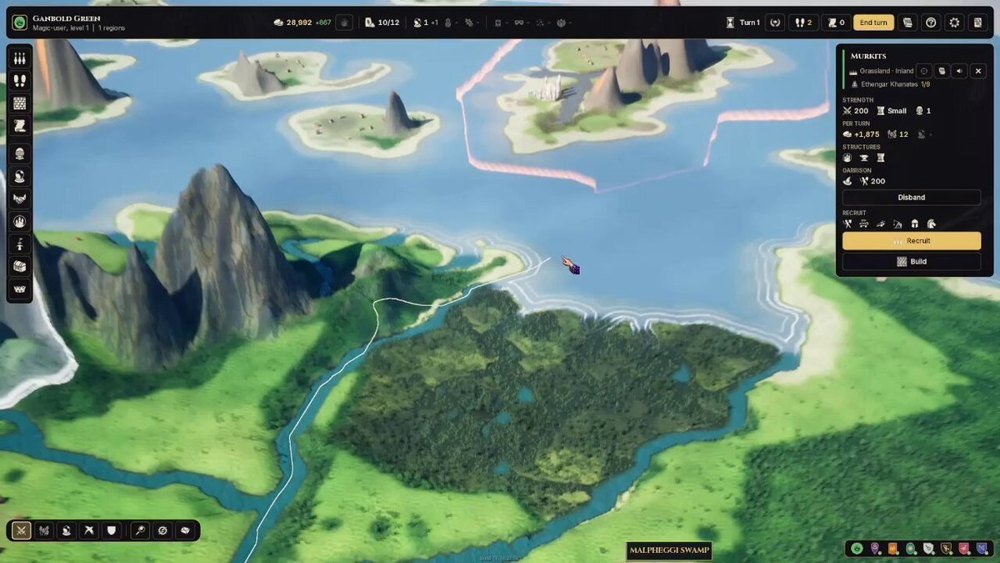 GANBOLD GREEN
Magic-user, level 1 | 1 regions
28,992 +667
10/12
1 +1
Turn 1
2
0
End turn
MURKITS
Grassland · Inland
Ethengar Khanates 1/9
STRENGTH
200 Small 1
PER TURN
+1,875 12 -
STRUCTURES
GARRISON
200
Disband
RECRUIT
Recruit
Build
MALPHEGGI SWAMP